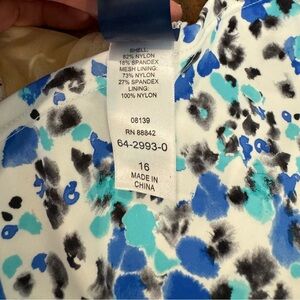 SHELL:
82% NYLON
18% SPANDEX
MESH LINING:
73% NYLON
27% SPANDEX
LINING:
100% NYLON
08139
RN 88842
64-2993-0
16
MADE IN
CHINA